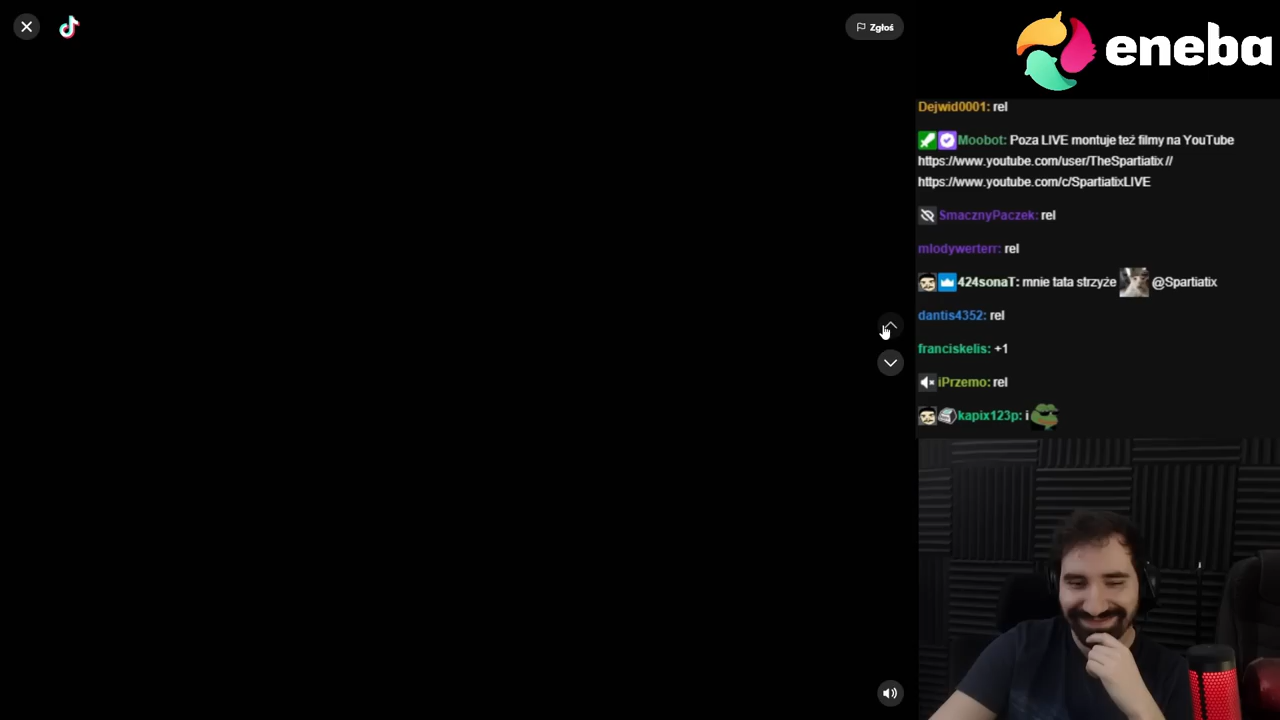 Zgłoś
eneba
Dejwid0001: rel
Moobot: Poza LIVE montuje też filmy na YouTube
https://www.youtube.com/user/TheSpartiatix //
https://www.youtube.com/c/SpartiatixLIVE
SmacznyPaczek: rel
mlodywerterr: rel
424sonaT: mnie tata strzyże @Spartiatix
dantis4352: rel
franciskelis: +1
iPrzemo: rel
kapix123p: i